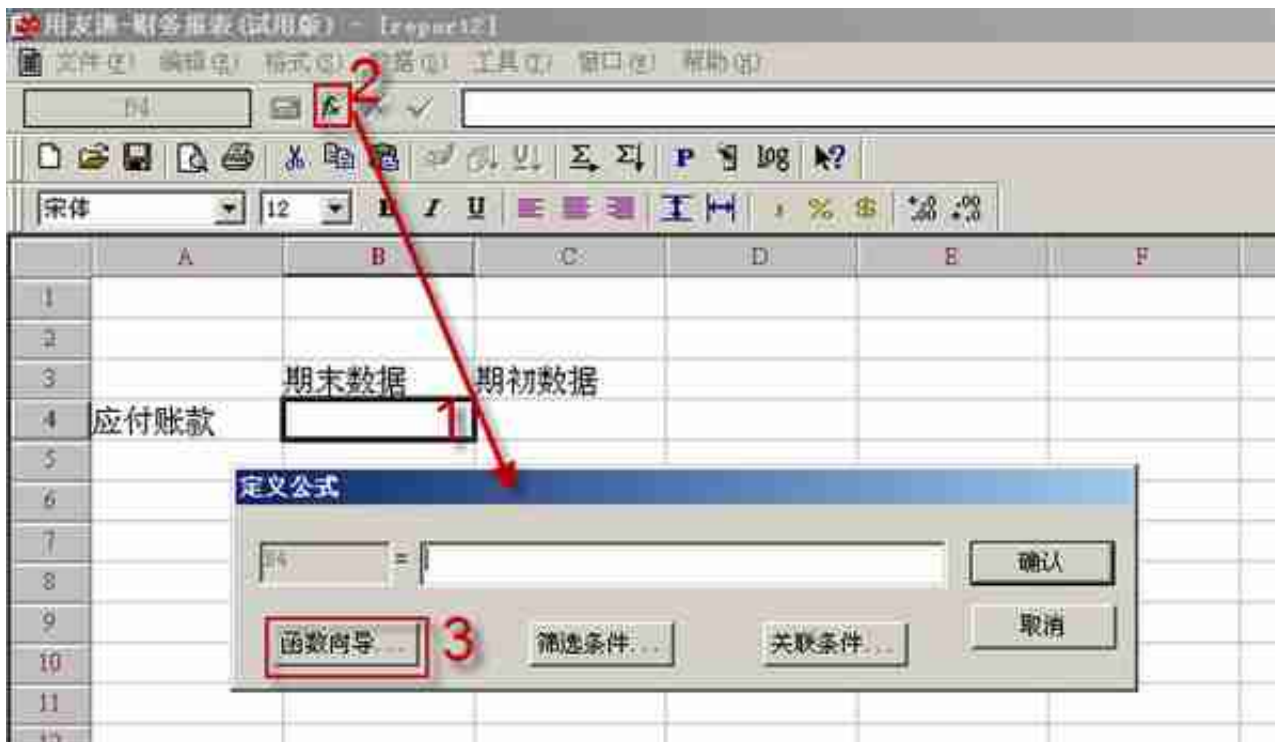 用友通-财务报表(试用版) - [report2]
文件(F) 编辑(E) 格式(S) 数据(D) 工具(T) 窗口(W) 帮助(H)
B4 fx 2
P log
宋体 12 B I U % $
A B C D E F
1
2
3 期末数据 期初数据
4 应付账款 1
5
定义公式
6
7
B4 = 确认
8
9 取消
函数向导... 3 筛选条件... 关联条件...
10
11
12